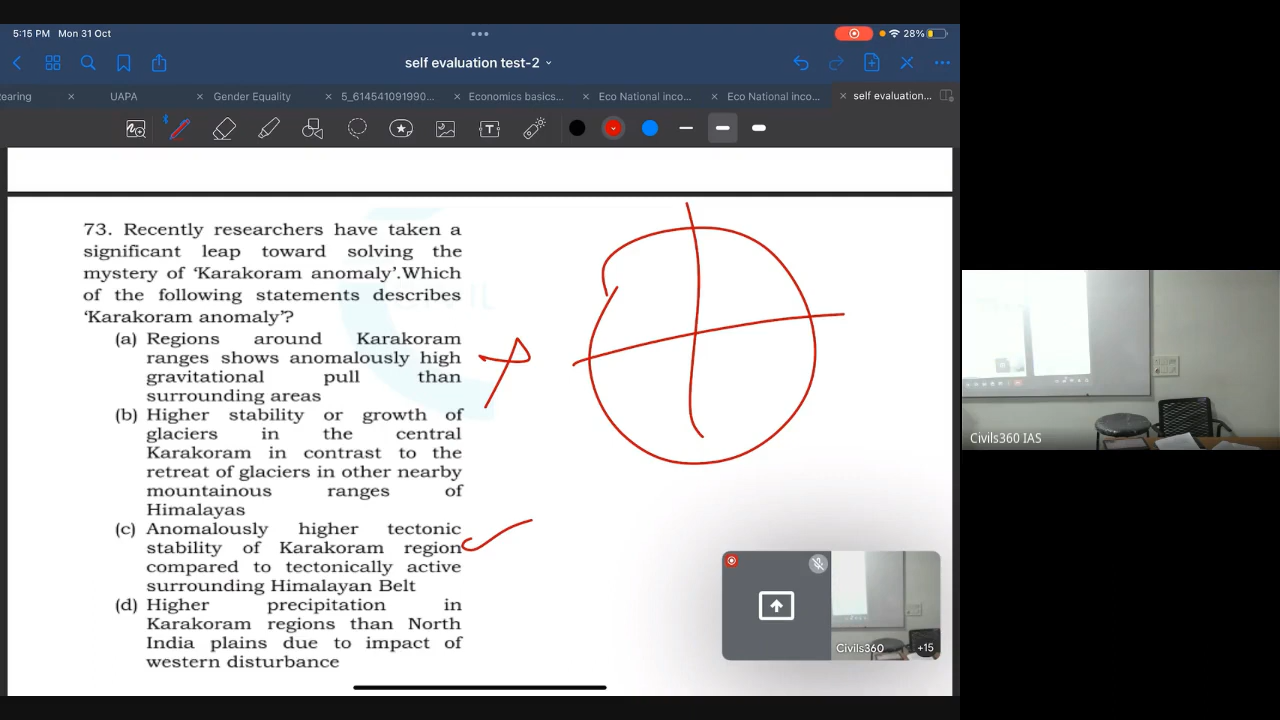 5:15 PM Mon 31 Oct
28%
self evaluation test-2
tearing
UAPA
Gender Equality
5_614541091990...
Economics basics...
Eco National inco...
Eco National inco...
self evaluation...
73. Recently researchers have taken a
significant leap toward solving the
mystery of ‘Karakoram anomaly’.Which
of the following statements describes
‘Karakoram anomaly’?
(a) Regions around Karakoram
ranges shows anomalously high
gravitational pull than
surrounding areas
(b) Higher stability or growth of
glaciers in the central
Karakoram in contrast to the
retreat of glaciers in other nearby
mountainous ranges of
Himalayas
(c) Anomalously higher tectonic
stability of Karakoram region
compared to tectonically active
surrounding Himalayan Belt
(d) Higher precipitation in
Karakoram regions than North
India plains due to impact of
western disturbance
Civils360
+15
Civils360 IAS